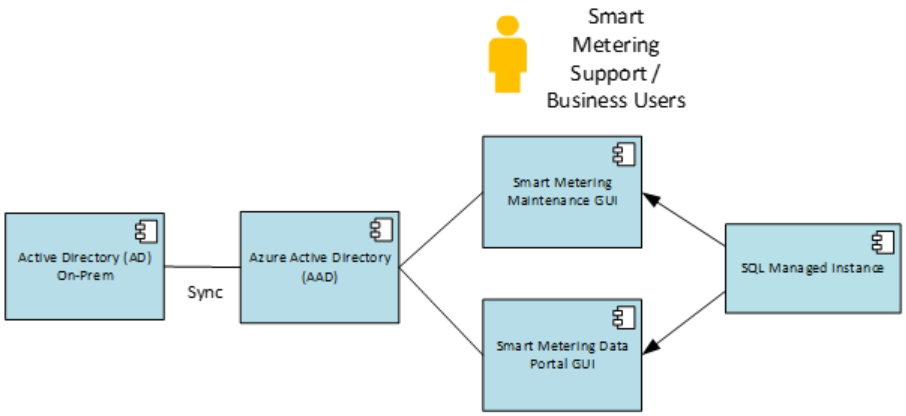 Smart
Metering
Support /
Business Users
Smart Metering
Maintenance GUI
Active Directory (AD)
On-Prem
Sync
Azure Active Directory
(AAD)
SQL Managed Instance
Smart Metering Data
Portal GUI